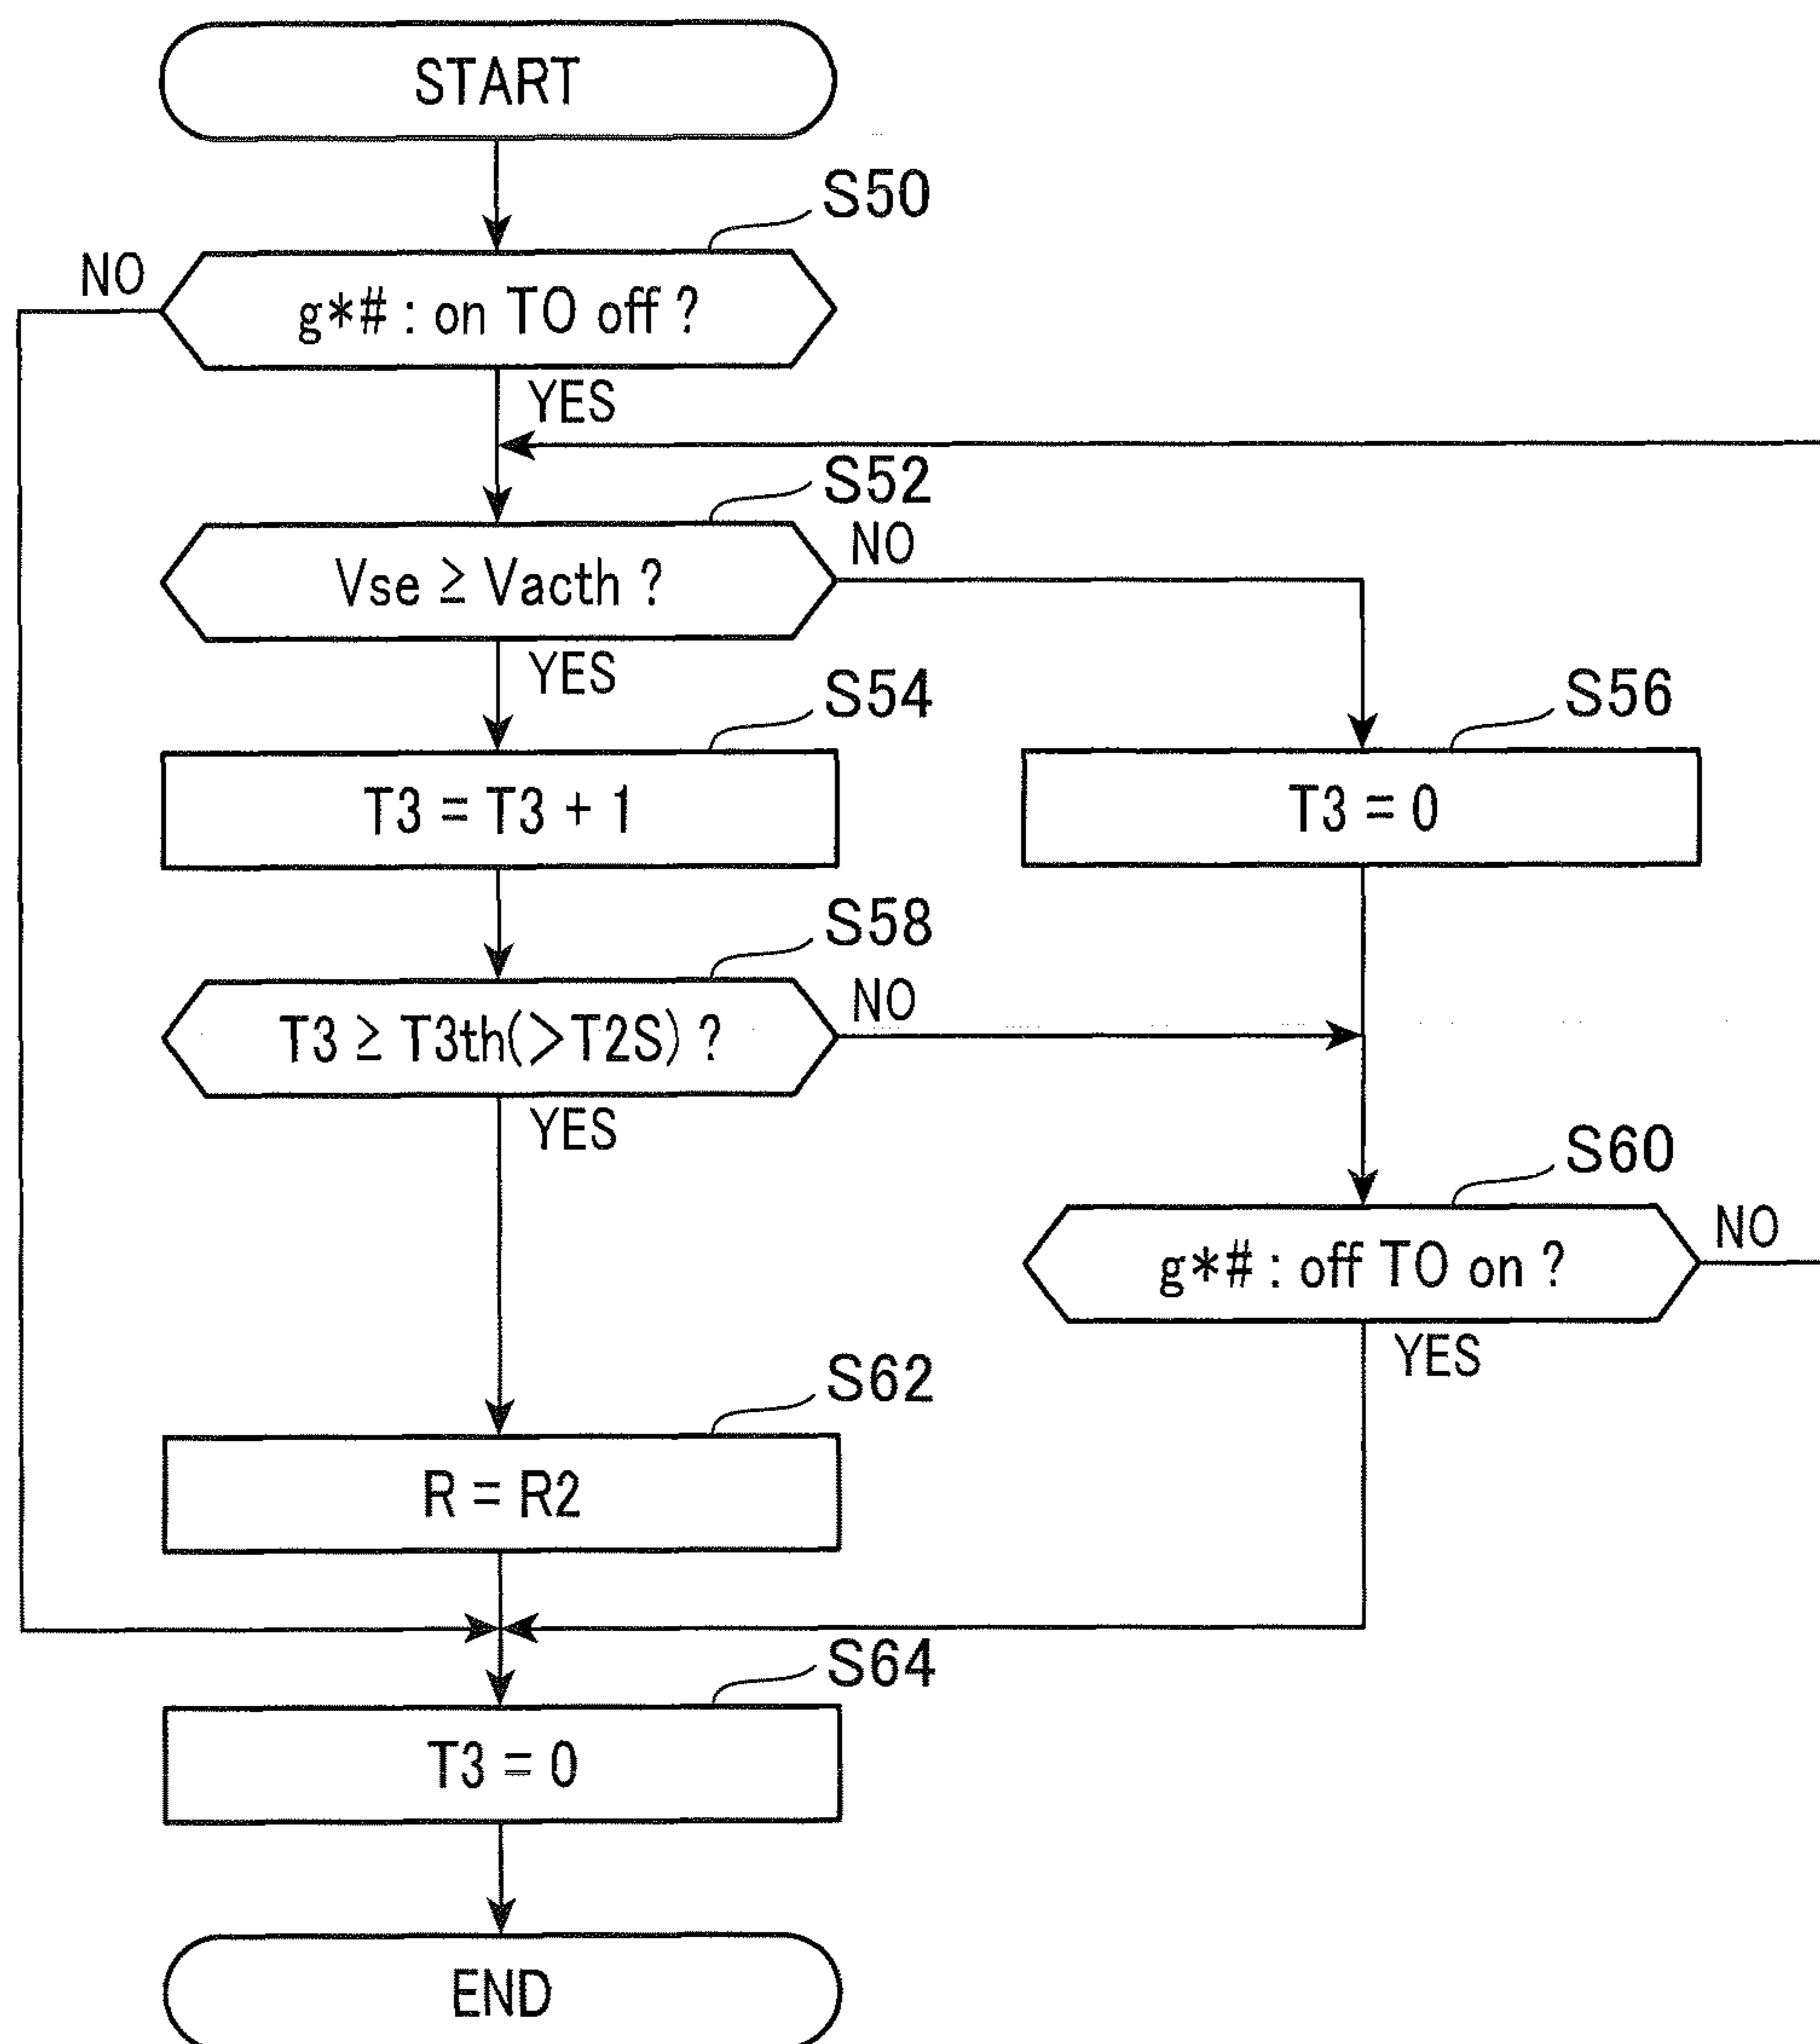 START
S50
NO
g*# : on TO off ?
YES
S52
Vse ≥ Vacth ?
NO
YES
S54
T3 = T3 + 1
S56
T3 = 0
S58
T3 ≥ T3th(>T2S) ?
NO
YES
S60
g*# : off TO on ?
NO
YES
S62
R = R2
S64
T3 = 0
END